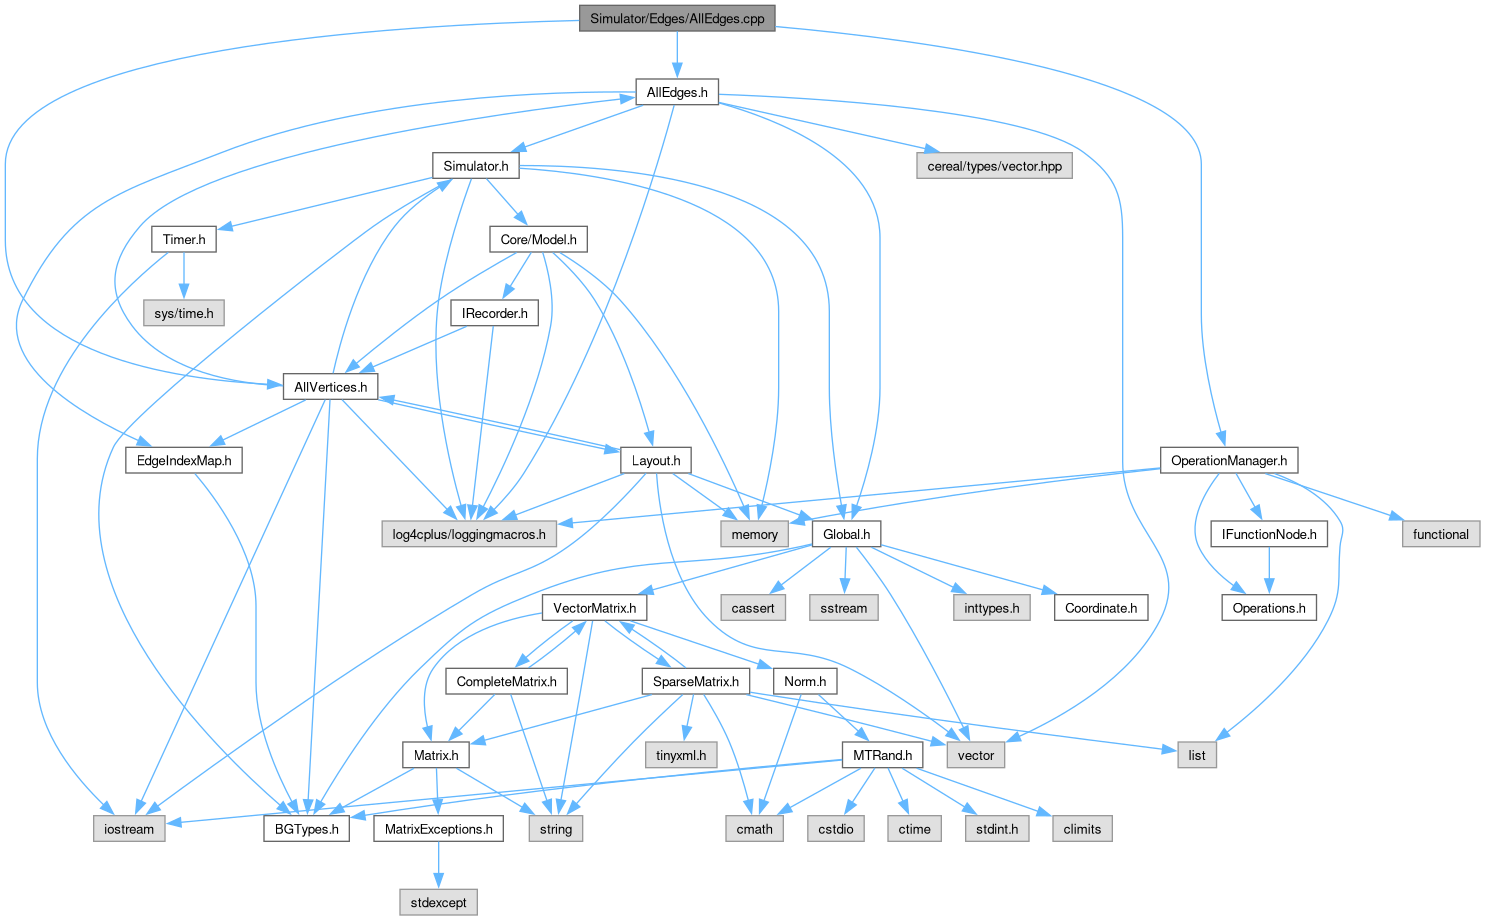 Simulator/Edges/AllEdges.cpp
AllEdges.h
Simulator.h
cereal/types/vector.hpp
Timer.h
Core/Model.h
sys/time.h
IRecorder.h
AllVertices.h
EdgeIndexMap.h
Layout.h
OperationManager.h
log4cplus/loggingmacros.h
memory
Global.h
IFunctionNode.h
functional
VectorMatrix.h
cassert
sstream
inttypes.h
Coordinate.h
Operations.h
CompleteMatrix.h
SparseMatrix.h
Norm.h
Matrix.h
tinyxml.h
MTRand.h
vector
list
iostream
BGTypes.h
MatrixExceptions.h
string
cmath
cstdio
ctime
stdint.h
climits
stdexcept